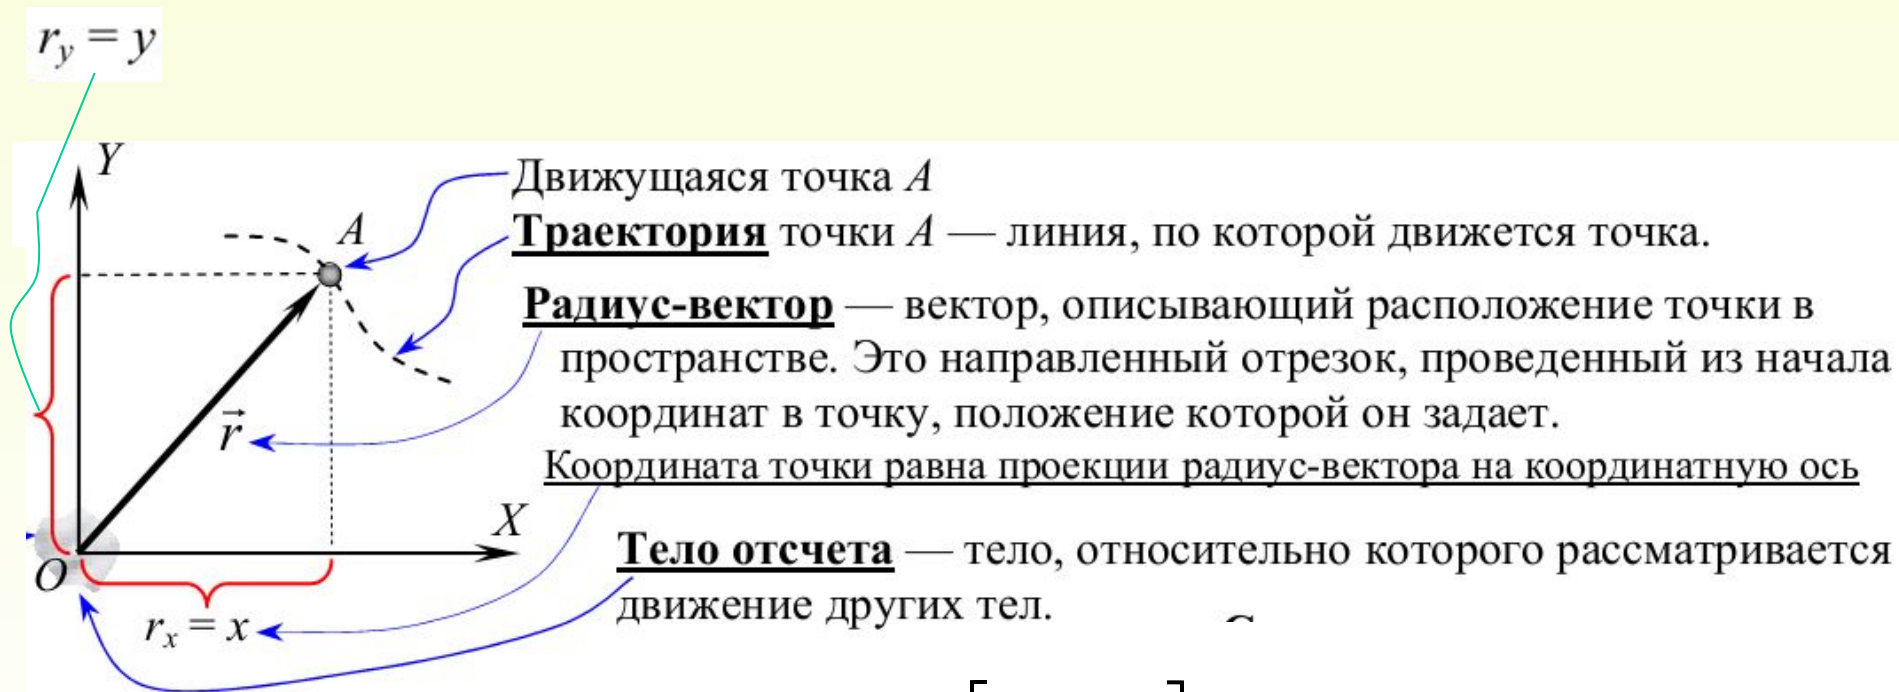 r_y = y
Y
A
Движущаяся точка A
Траектория точки A — линия, по которой движется точка.
Радиус-вектор — вектор, описывающий расположение точки в
пространстве. Это направленный отрезок, проведенный из начала
координат в точку, положение которой он задает.
r⃗
Координата точки равна проекции радиус-вектора на координатную ось
X
Тело отсчета — тело, относительно которого рассматривается
движение других тел.
O
r_x = x